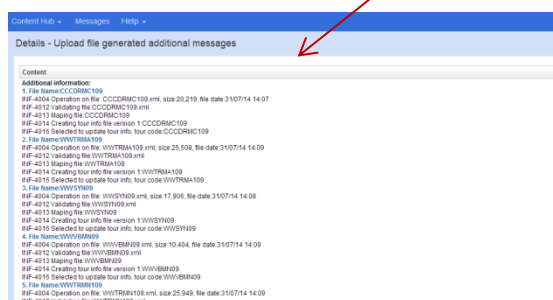 Content Hub Messages Help
Details - Upload file generated additional messages
Content
Additional information:
1. File Name:CCCDRMC109
INF-4004 Operation on file: CCCDRMC109.xml, size:20,219, file date:31/07/14 14:07
INF-4012 Validating file:CCCDRMC109.xml
INF-4013 Maping file:CCCDRMC109
INF-4014 Creating tour info file version 1:CCCDRMC109
INF-4016 Selected to update tour info, tour code:CCCDRMC109
2. File Name:WWTRMA109
INF-4004 Operation on file: WWTRMA109.xml, size:25,508, file date:31/07/14 14:09
INF-4012 Validating file:WWTRMA109.xml
INF-4013 Maping file:WWTRMA109
INF-4014 Creating tour info file version 1:WWTRMA109
INF-4016 Selected to update tour info, tour code:WWTRMA109
3. File Name:WWSYN09
INF-4004 Operation on file: WWSYN09.xml, size:17,906, file date:31/07/14 14:08
INF-4012 Validating file:WWSYN09.xml
INF-4013 Maping file:WWSYN09
INF-4014 Creating tour info file version 1:WWSYN09
INF-4016 Selected to update tour info, tour code:WWSYN09
4. File Name:WWVBMN09
INF-4004 Operation on file: WWVBMN09.xml, size:10,404, file date:31/07/14 14:09
INF-4012 Validating file:WWVBMN09.xml
INF-4013 Maping file:WWVBMN09
INF-4014 Creating tour info file version 1:WWVBMN09
INF-4016 Selected to update tour info, tour code:WWVBMN09
5. File Name:WWTRMN109
INF-4004 Operation on file: WWTRMN109.xml, size:25,949, file date:31/07/14 14:09